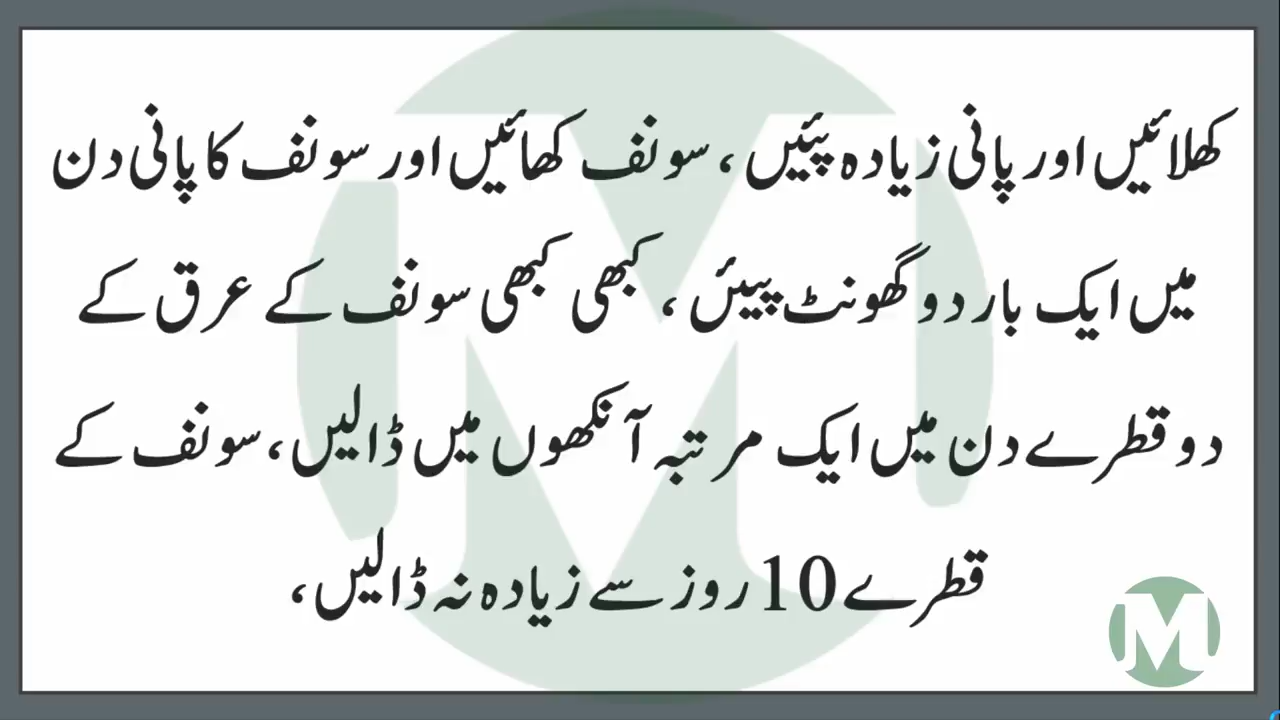 کھلائیں اور پانی زیادہ پئیں، سونف کھائیں اور سونف کا پانی دن
میں ایک بار دو گھونٹ پیئں، کبھی کبھی سونف کے عرق کے
دو قطرے دن میں ایک مرتبہ آنکھوں میں ڈالیں، سونف کے
قطرے 10 روز سے زیادہ نہ ڈالیں،
M